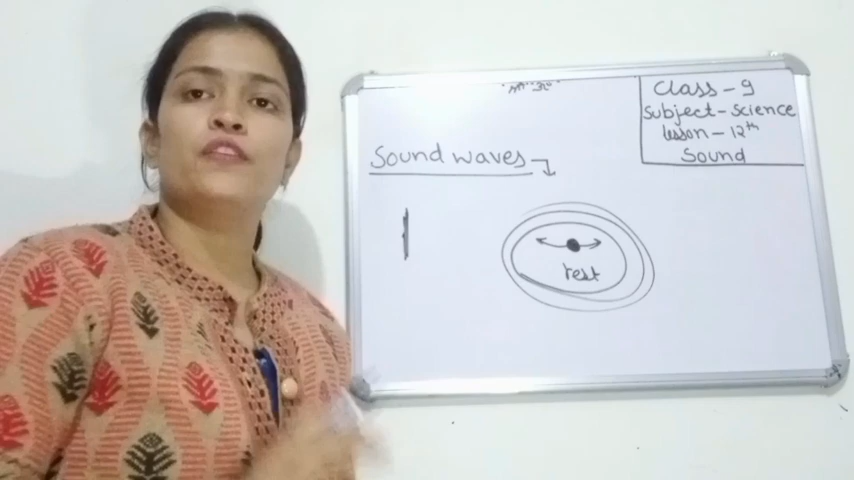 Class - 9
Subject - Science
lesson - 12th
Sound
Sound waves
rest